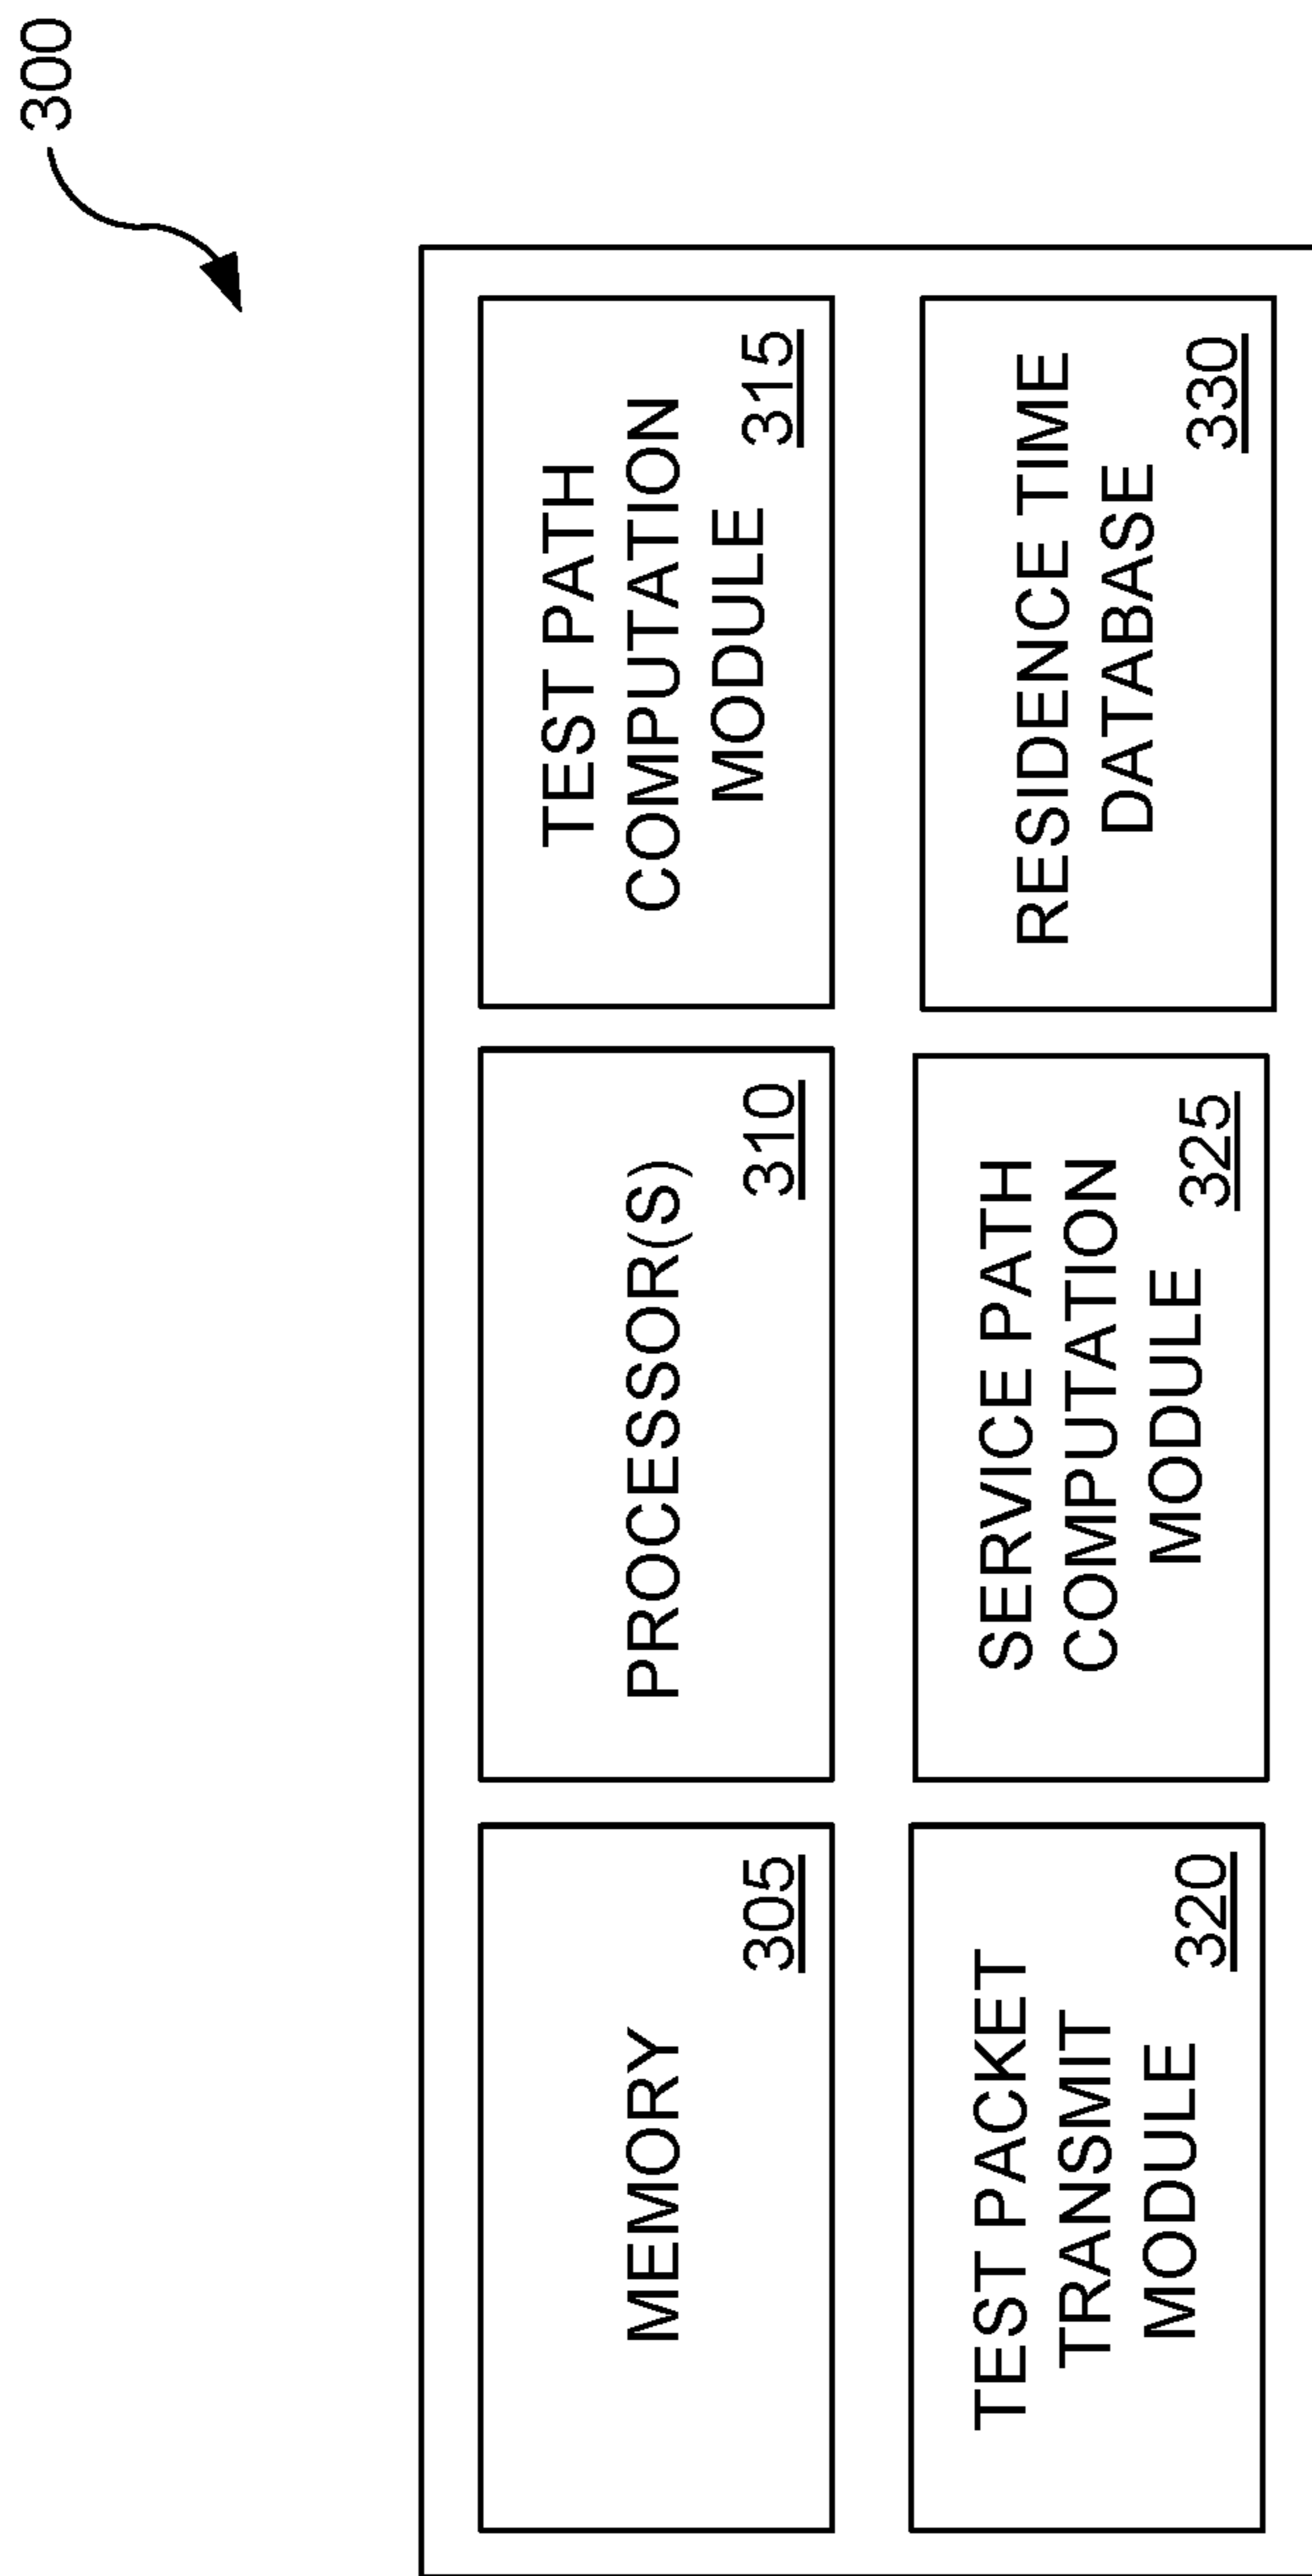 300
MEMORY
305
PROCESSOR(S)
310
TEST PATH
COMPUTATION
MODULE
315
TEST PACKET
TRANSMIT
MODULE
320
SERVICE PATH
COMPUTATION
MODULE
325
RESIDENCE TIME
DATABASE
330